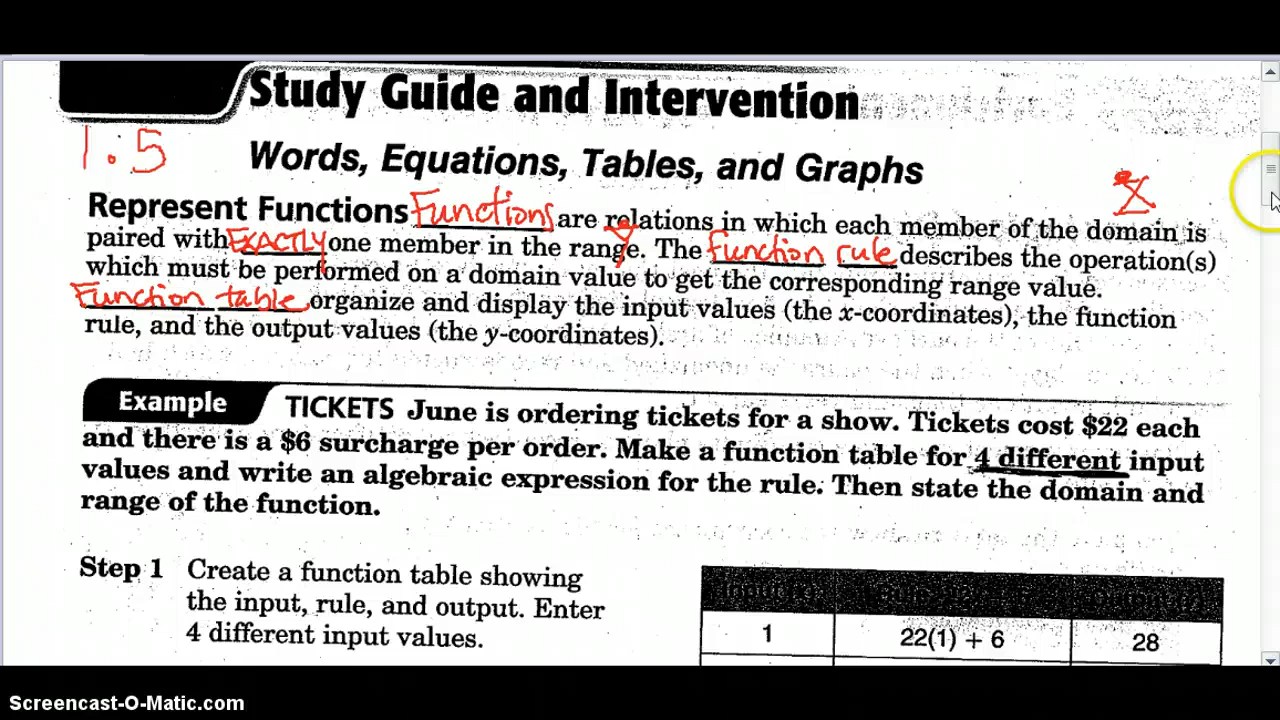 Study Guide and Intervention
1.5
Words, Equations, Tables, and Graphs
X
Represent Functions Functions are relations in which each member of the domain is
y
paired with EXACTLY one member in the range. The function rule describes the operation(s)
which must be performed on a domain value to get the corresponding range value.
Function table organize and display the input values (the x-coordinates), the function
rule, and the output values (the y-coordinates).
Example TICKETS June is ordering tickets for a show. Tickets cost $22 each
and there is a $6 surcharge per order. Make a function table for 4 different input
values and write an algebraic expression for the rule. Then state the domain and
range of the function.
Step 1 Create a function table showing
the input, rule, and output. Enter
4 different input values.
1 22(1) + 6 28
Screencast-O-Matic.com